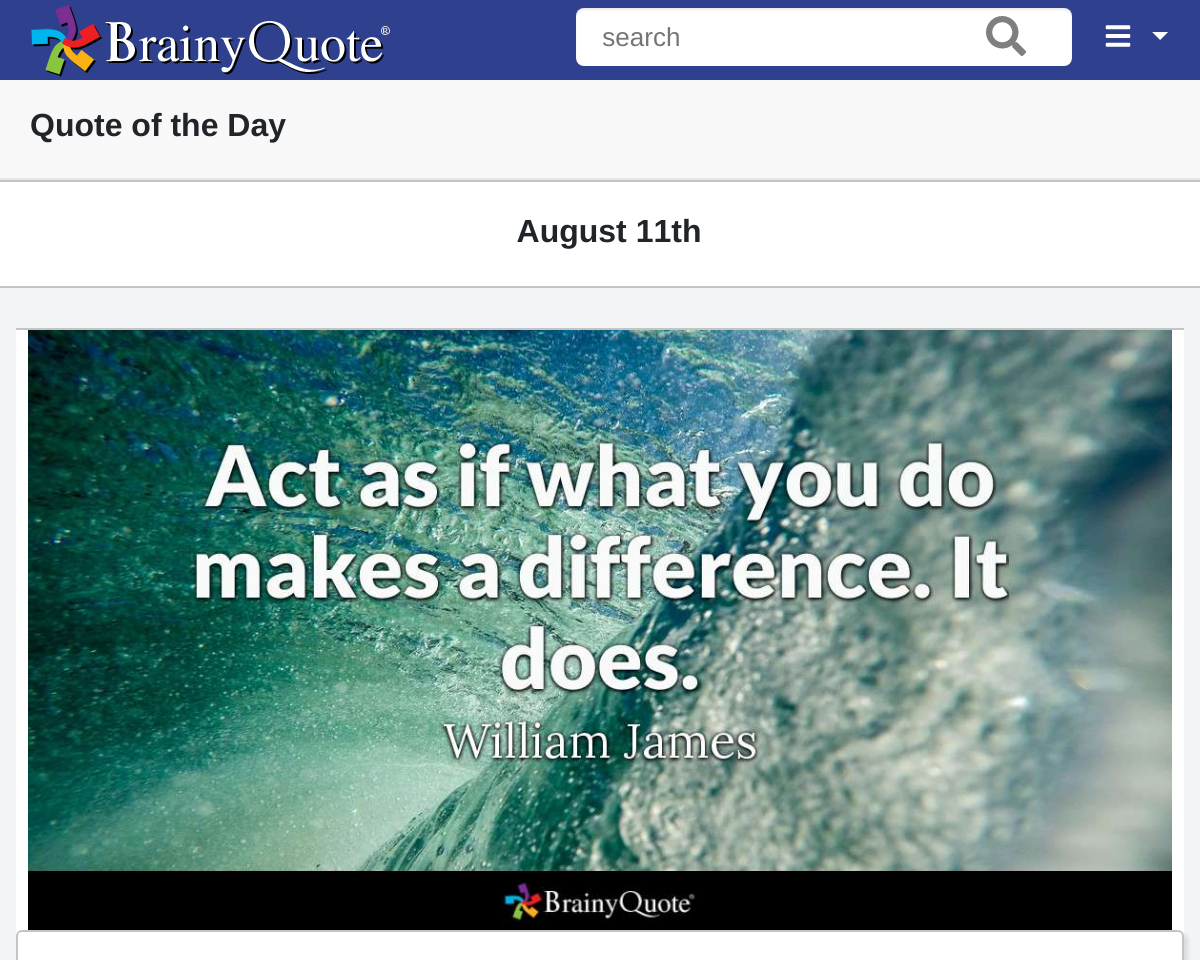 BrainyQuote®
search
Quote of the Day
August 11th
Act as if what you do
makes a difference. It
does.
William James
BrainyQuote®